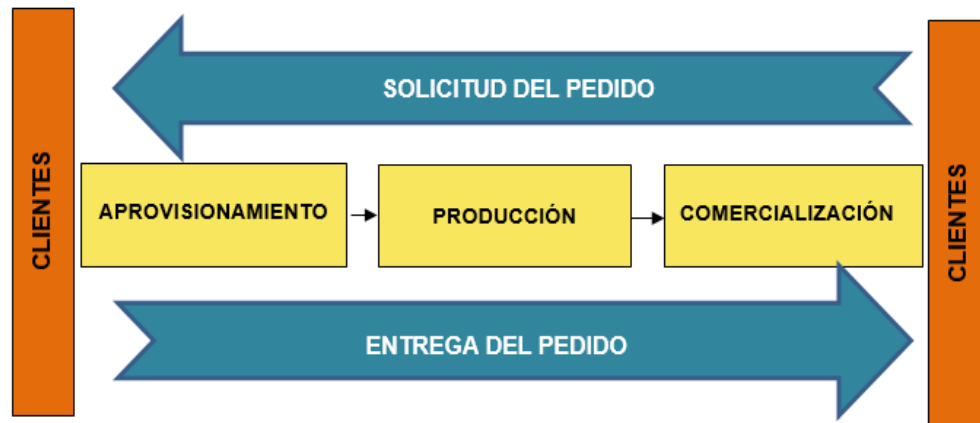 CLIENTES
SOLICITUD DEL PEDIDO
APROVISIONAMIENTO
PRODUCCIÓN
COMERCIALIZACIÓN
ENTREGA DEL PEDIDO
CLIENTES